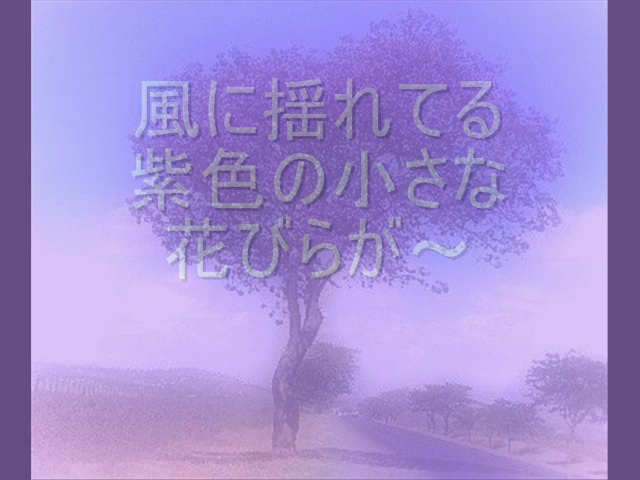 風に揺れてる
紫色の小さな
花びらが～